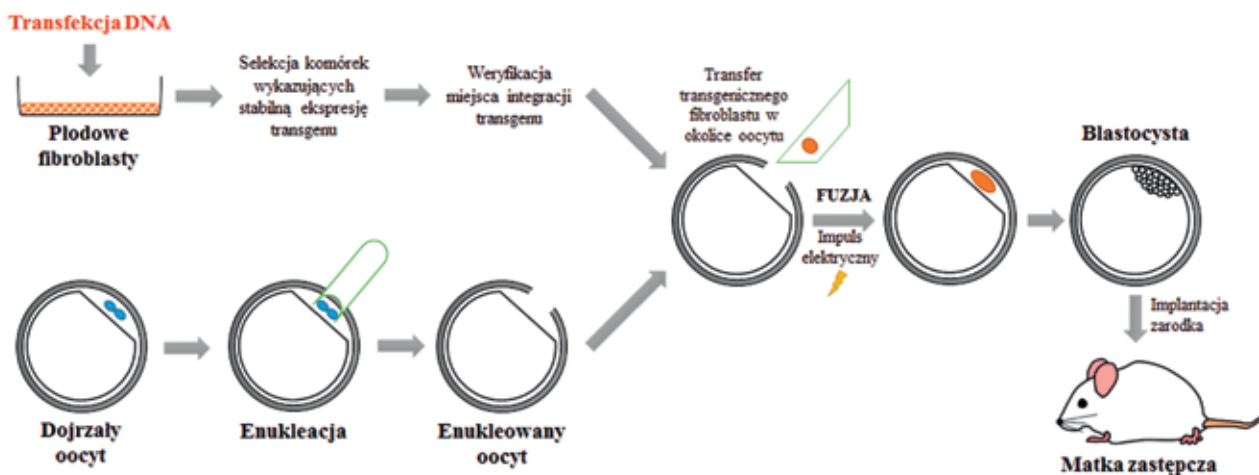 Transfekcja DNA
Płodowe
fibroblasty
Selekcja komórek
wykazujących
stabilną ekspresję
transgenu
Weryfikacja
miejsca integracji
transgenu
Transfer
transgenicznego
fibroblastu w
okolice oocytu
FUZJA
Impuls
elektryczny
Blastocysta
Implantacja
zarodka
Dojrzały
oocyt
Enukleacja
Enukleowany
oocyt
Matka zastępcza